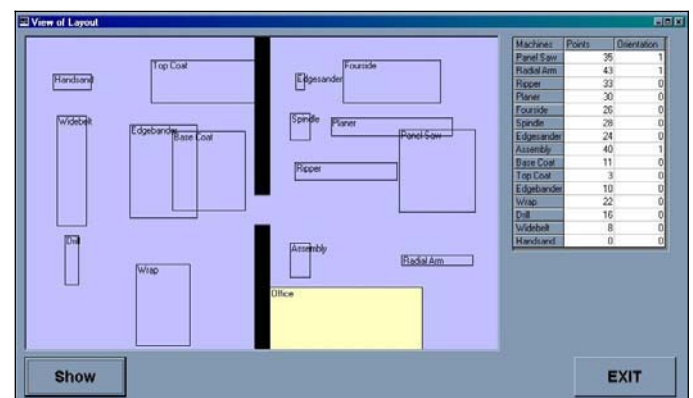 View of Layout
Top Coat
Fourside
Handsand
Edgesander
Widebelt
Edgebander
Base Coat
Spindle
Planer
Panel Saw
Ripper
Drill
Wrap
Assembly
Radial Arm
Office
Machines Points Orientation
Panel Saw 35 1
Radial Arm 43 1
Ripper 33 0
Planer 30 0
Fourside 26 0
Spindle 28 0
Edgesander 24 0
Assembly 40 1
Base Coat 11 0
Top Coat 3 0
Edgebander 10 0
Wrap 22 0
Drill 16 0
Widebelt 8 0
Handsand 0 0
Show
EXIT